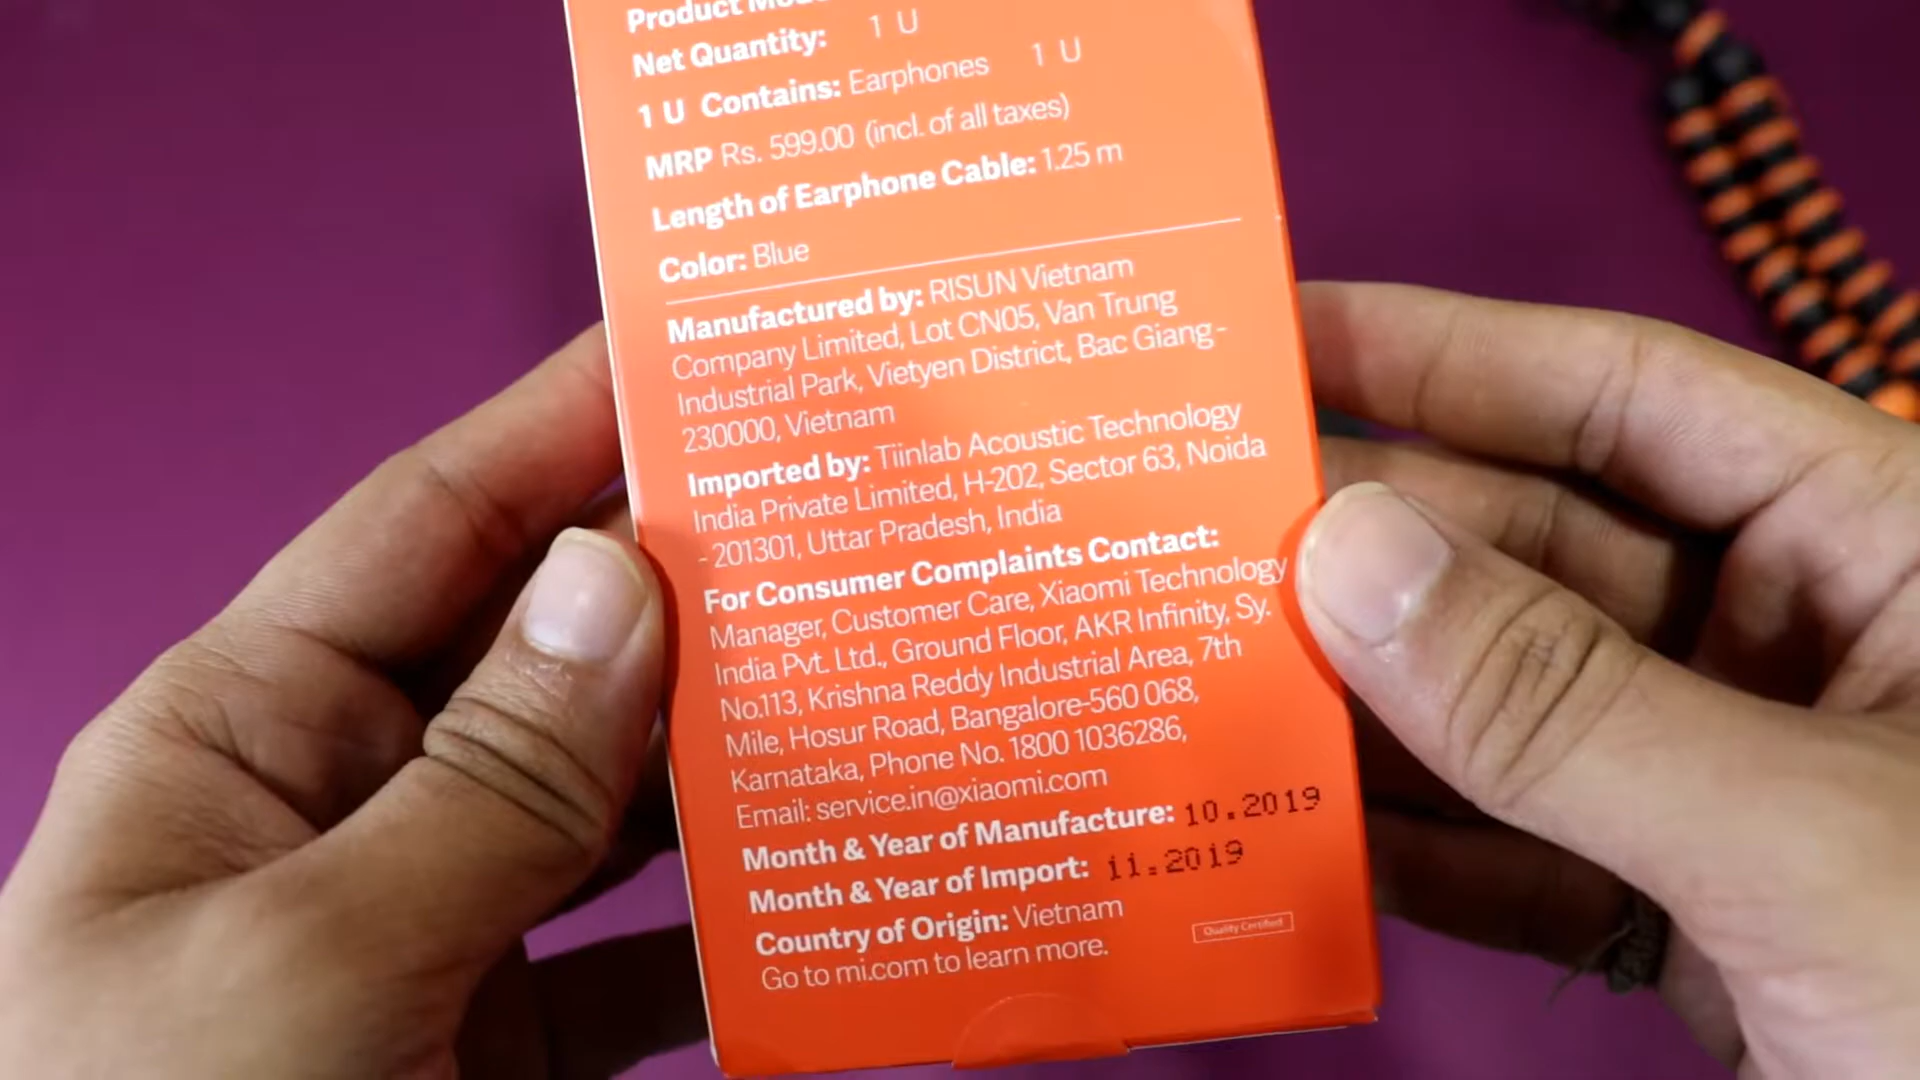 Product
Net Quantity: 1 U
1 U Contains: Earphones 1 U
MRP Rs. 599.00 (incl. of all taxes)
Length of Earphone Cable: 1.25 m
Color: Blue
Manufactured by: RISUN Vietnam
Company Limited, Lot CN05, Van Trung
Industrial Park, Vietyen District, Bac Giang-
230000, Vietnam
Imported by: Tiinlab Acoustic Technology
India Private Limited, H-202, Sector 63, Noida
- 201301, Uttar Pradesh, India
For Consumer Complaints Contact:
Manager, Customer Care, Xiaomi Technology
India Pvt. Ltd., Ground Floor, AKR Infinity, Sy.
No.113, Krishna Reddy Industrial Area, 7th
Mile, Hosur Road, Bangalore-560 068,
Karnataka, Phone No. 1800 1036286,
Email: service.in@xiaomi.com
Month & Year of Manufacture: 10.2019
Month & Year of Import: 11.2019
Country of Origin: Vietnam
Quality Certified
Go to mi.com to learn more.